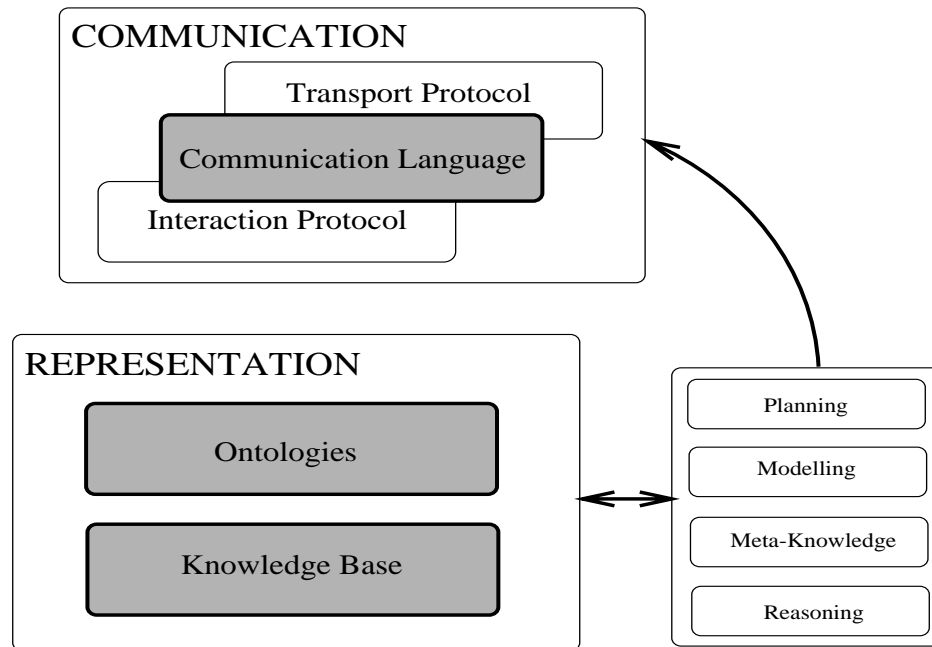 COMMUNICATION
Transport Protocol
Communication Language
Interaction Protocol
REPRESENTATION
Ontologies
Knowledge Base
Planning
Modelling
Meta-Knowledge
Reasoning